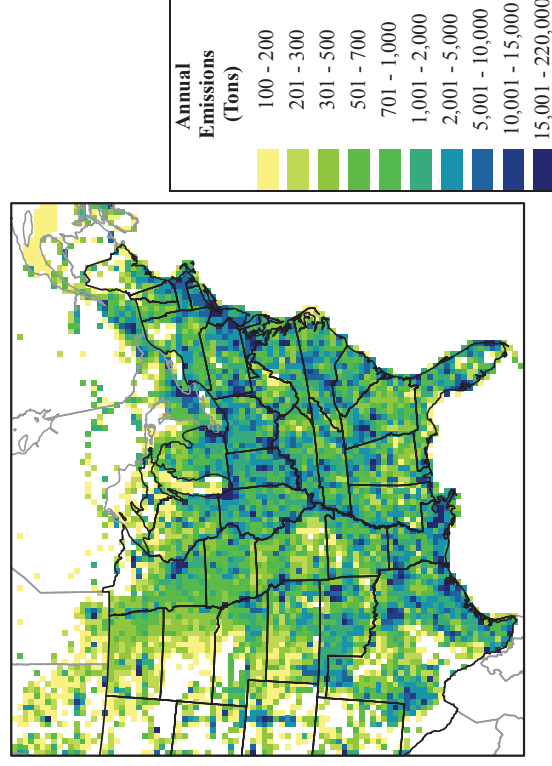 Annual
Emissions
(Tons)
100 - 200
201 - 300
301 - 500
501 - 700
701 - 1,000
1,001 - 2,000
2,001 - 5,000
5,001 - 10,000
10,001 - 15,000
15,001 - 220,000